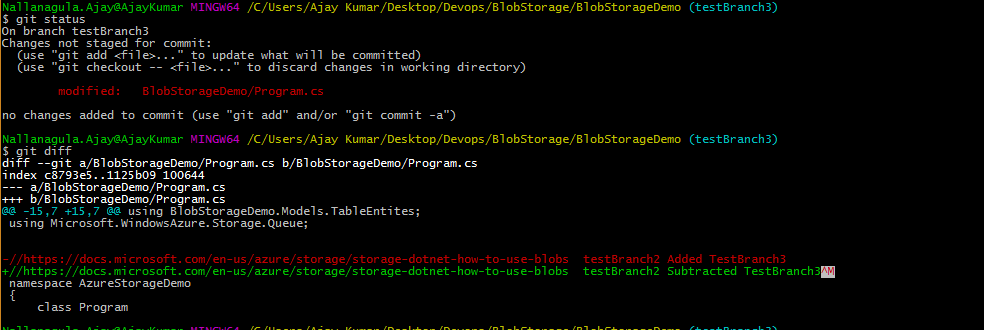 Nallanagula.Ajay@AjayKumar MINGW64 /C/Users/Ajay Kumar/Desktop/Devops/BlobStorage/BlobStorageDemo (testBranch3)
$ git status
On branch testBranch3
Changes not staged for commit:
  (use "git add <file>..." to update what will be committed)
  (use "git checkout -- <file>..." to discard changes in working directory)
        modified:   BlobStorageDemo/Program.cs
no changes added to commit (use "git add" and/or "git commit -a")
Nallanagula.Ajay@AjayKumar MINGW64 /C/Users/Ajay Kumar/Desktop/Devops/BlobStorage/BlobStorageDemo (testBranch3)
$ git diff
diff --git a/BlobStorageDemo/Program.cs b/BlobStorageDemo/Program.cs
index c8793e5..1125b09 100644
--- a/BlobStorageDemo/Program.cs
+++ b/BlobStorageDemo/Program.cs
@@ -15,7 +15,7 @@ using BlobStorageDemo.Models.TableEntites;
 using Microsoft.WindowsAzure.Storage.Queue;
-//https://docs.microsoft.com/en-us/azure/storage/storage-dotnet-how-to-use-blobs  testBranch2 Added TestBranch3
+//https://docs.microsoft.com/en-us/azure/storage/storage-dotnet-how-to-use-blobs  testBranch2 Subtracted TestBranch3^M
 namespace AzureStorageDemo
 {
     class Program
Nallanagula.Ajay@AjayKumar MINGW64 /C/Users/Ajay Kumar/Desktop/Devops/BlobStorage/BlobStorageDemo (testBranch3)